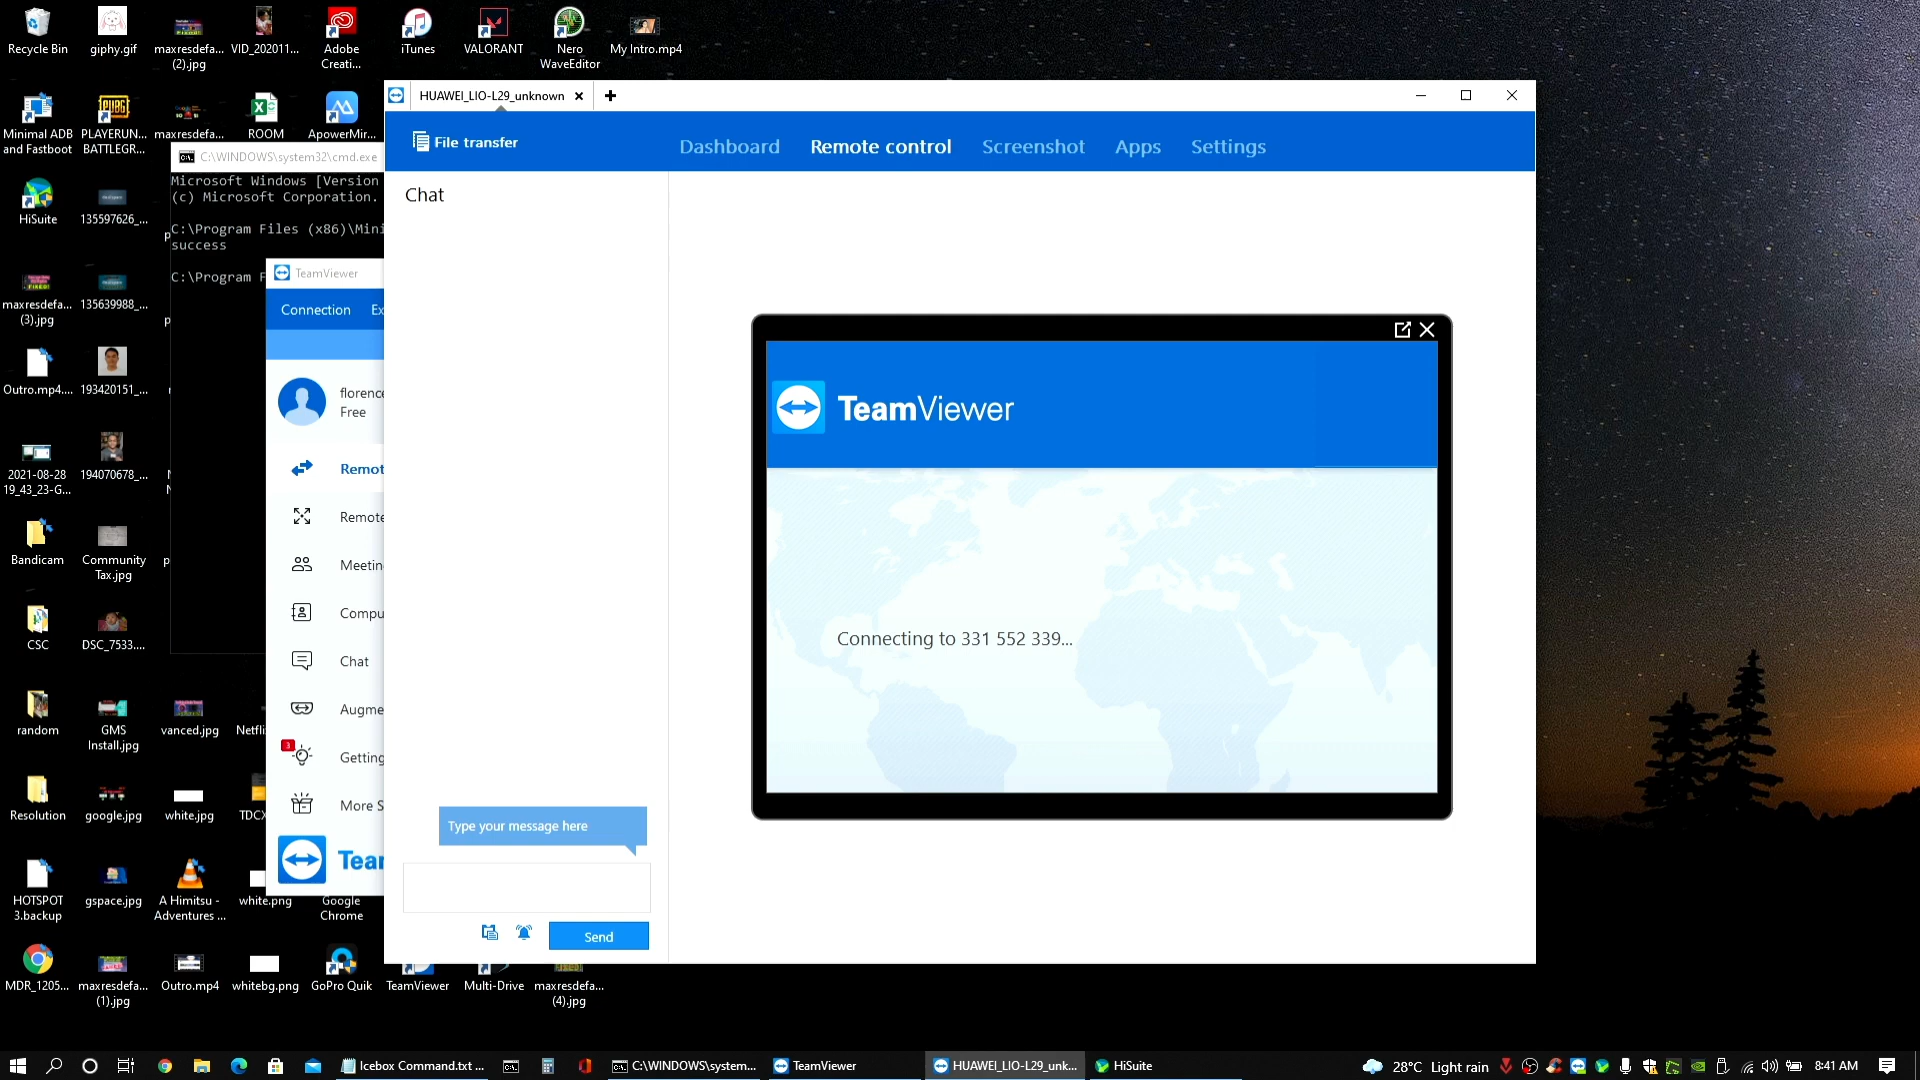 Recycle Bin
giphy.gif
maxresdefa...
(2).jpg
VID_202011...
Adobe
Creati...
iTunes
VALORANT
Nero
WaveEditor
My Intro.mp4
Minimal ADB
and Fastboot
PLAYERUN...
BATTLEGR...
maxresdefa...
ROOM
ApowerMir...
HUAWEI_LIO-L29_unknown
File transfer
Dashboard
Remote control
Screenshot
Apps
Settings
C:\WINDOWS\system32\cmd.exe
Microsoft Windows [Version
(c) Microsoft Corporation.
C:\Program Files (x86)\Mini
success
C:\Program F
HiSuite
135597626_...
maxresdefa...
(3).jpg
135639988_...
Outro.mp4....
193420151_...
2021-08-28
19_43_23-G...
194070678_...
Bandicam
Community
Tax.jpg
CSC
DSC_7533....
random
GMS
Install.jpg
vanced.jpg
Netfli
Resolution
google.jpg
white.jpg
TDCX
HOTSPOT
3.backup
gspace.jpg
A Himitsu -
Adventures ...
white.png
Google
Chrome
MDR_1205...
maxresdefa...
(1).jpg
Outro.mp4
whitebg.png
GoPro Quik
TeamViewer
Multi-Drive
maxresdefa...
(4).jpg
TeamViewer
Connection
Ex
florence
Free
Remot
Remote
Meetin
Compu
Chat
Augme
3
Getting
More S
Tear
Chat
Type your message here
Send
TeamViewer
Connecting to 331 552 339...
Icebox Command.txt ...
C:\WINDOWS\system...
TeamViewer
HUAWEI_LIO-L29_unk...
HiSuite
28°C Light rain
8:41 AM